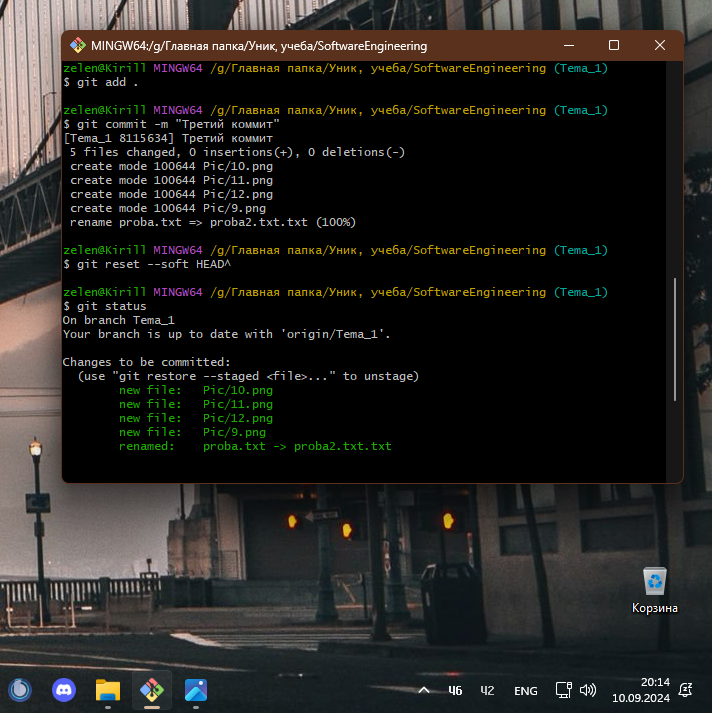 MINGW64:/g/Главная папка/Уник, учеба/SoftwareEngineering
zelen@Kirill MINGW64 /g/Главная папка/Уник, учеба/SoftwareEngineering (Tema_1)
$ git add .
zelen@Kirill MINGW64 /g/Главная папка/Уник, учеба/SoftwareEngineering (Tema_1)
$ git commit -m "Третий коммит"
[Tema_1 8115634] Третий коммит
 5 files changed, 0 insertions(+), 0 deletions(-)
 create mode 100644 Pic/10.png
 create mode 100644 Pic/11.png
 create mode 100644 Pic/12.png
 create mode 100644 Pic/9.png
 rename proba.txt => proba2.txt.txt (100%)
zelen@Kirill MINGW64 /g/Главная папка/Уник, учеба/SoftwareEngineering (Tema_1)
$ git reset --soft HEAD^
zelen@Kirill MINGW64 /g/Главная папка/Уник, учеба/SoftwareEngineering (Tema_1)
$ git status
On branch Tema_1
Your branch is up to date with 'origin/Tema_1'.
Changes to be committed:
  (use "git restore --staged <file>..." to unstage)
        new file:   Pic/10.png
        new file:   Pic/11.png
        new file:   Pic/12.png
        new file:   Pic/9.png
        renamed:    proba.txt -> proba2.txt.txt
Корзина
46 42 ENG 20:14
10.09.2024